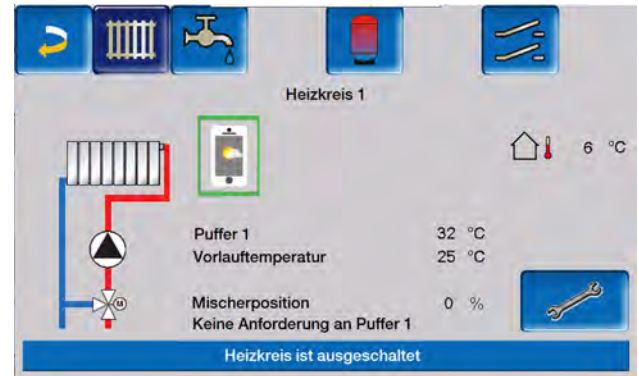 Heizkreis 1
6 °C
Puffer 1 32 °C
Vorlauftemperatur 25 °C
M
Mischerposition 0 %
Keine Anforderung an Puffer 1
Heizkreis ist ausgeschaltet